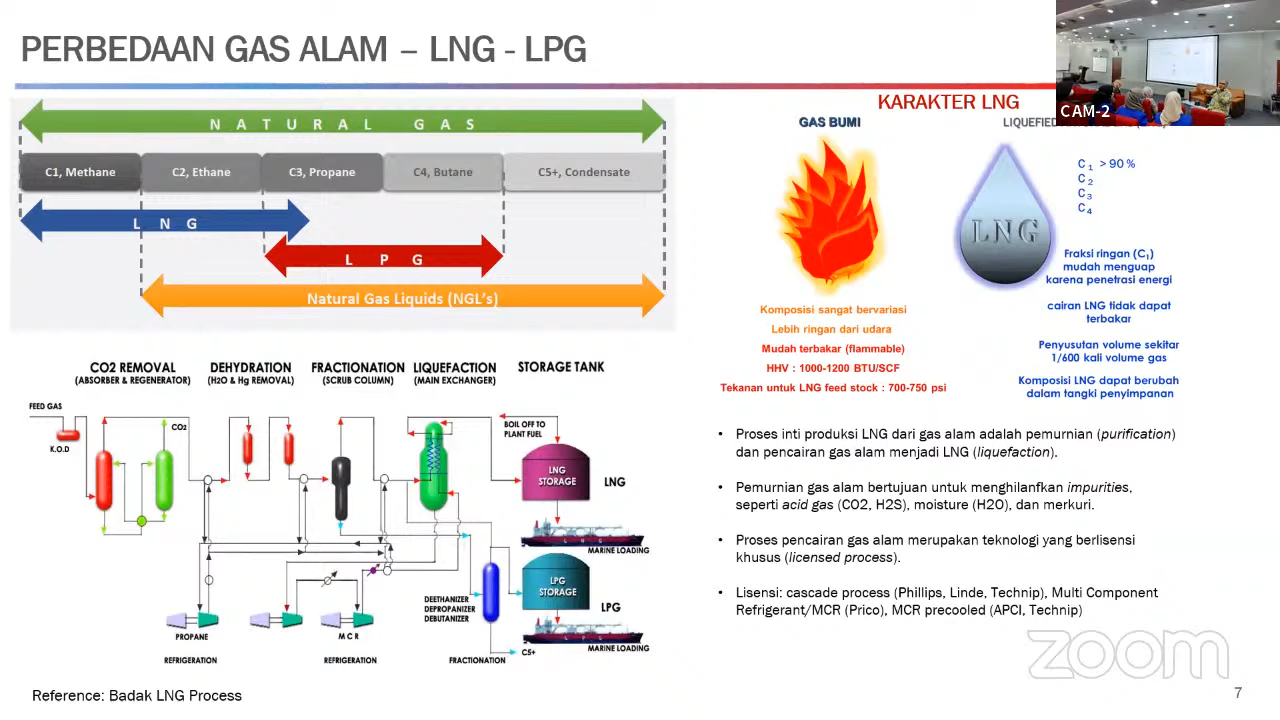 PERBEDAAN GAS ALAM – LNG - LPG
CAM-2
NATURAL GAS
C1, Methane
C2, Ethane
C3, Propane
C4, Butane
C5+, Condensate
LNG
LPG
Natural Gas Liquids (NGL's)
KARAKTER LNG
GAS BUMI
LIQUEFIED
LNG
C1 > 90 %
C2
C3
C4
Fraksi ringan (C1)
mudah menguap
karena penetrasi energi
cairan LNG tidak dapat
terbakar
Penyusutan volume sekitar
1/600 kali volume gas
Komposisi LNG dapat berubah
dalam tangki penyimpanan
Komposisi sangat bervariasi
Lebih ringan dari udara
Mudah terbakar (flammable)
HHV : 1000-1200 BTU/SCF
Tekanan untuk LNG feed stock : 700-750 psi
CO2 REMOVAL
(ABSORBER & REGENERATOR)
DEHYDRATION
(H2O & Hg REMOVAL)
FRACTIONATION
(SCRUB COLUMN)
LIQUEFACTION
(MAIN EXCHANGER)
STORAGE TANK
FEED GAS
K.O.D
CO2
BOIL OFF TO
PLANT FUEL
LNG
STORAGE
LNG
MARINE LOADING
LPG
STORAGE
LPG
MARINE LOADING
DEETHANIZER
DEPROPANIZER
DEBUTANIZER
C5+
PROPANE
M C R
REFRIGERATION
REFRIGERATION
FRACTIONATION
• Proses inti produksi LNG dari gas alam adalah pemurnian (purification)
dan pencairan gas alam menjadi LNG (liquefaction).
• Pemurnian gas alam bertujuan untuk menghilanfkan impurities,
seperti acid gas (CO2, H2S), moisture (H2O), dan merkuri.
• Proses pencairan gas alam merupakan teknologi yang berlisensi
khusus (licensed process).
• Lisensi: cascade process (Phillips, Linde, Technip), Multi Component
Refrigerant/MCR (Prico), MCR precooled (APCI, Technip)
zoom
Reference: Badak LNG Process
7